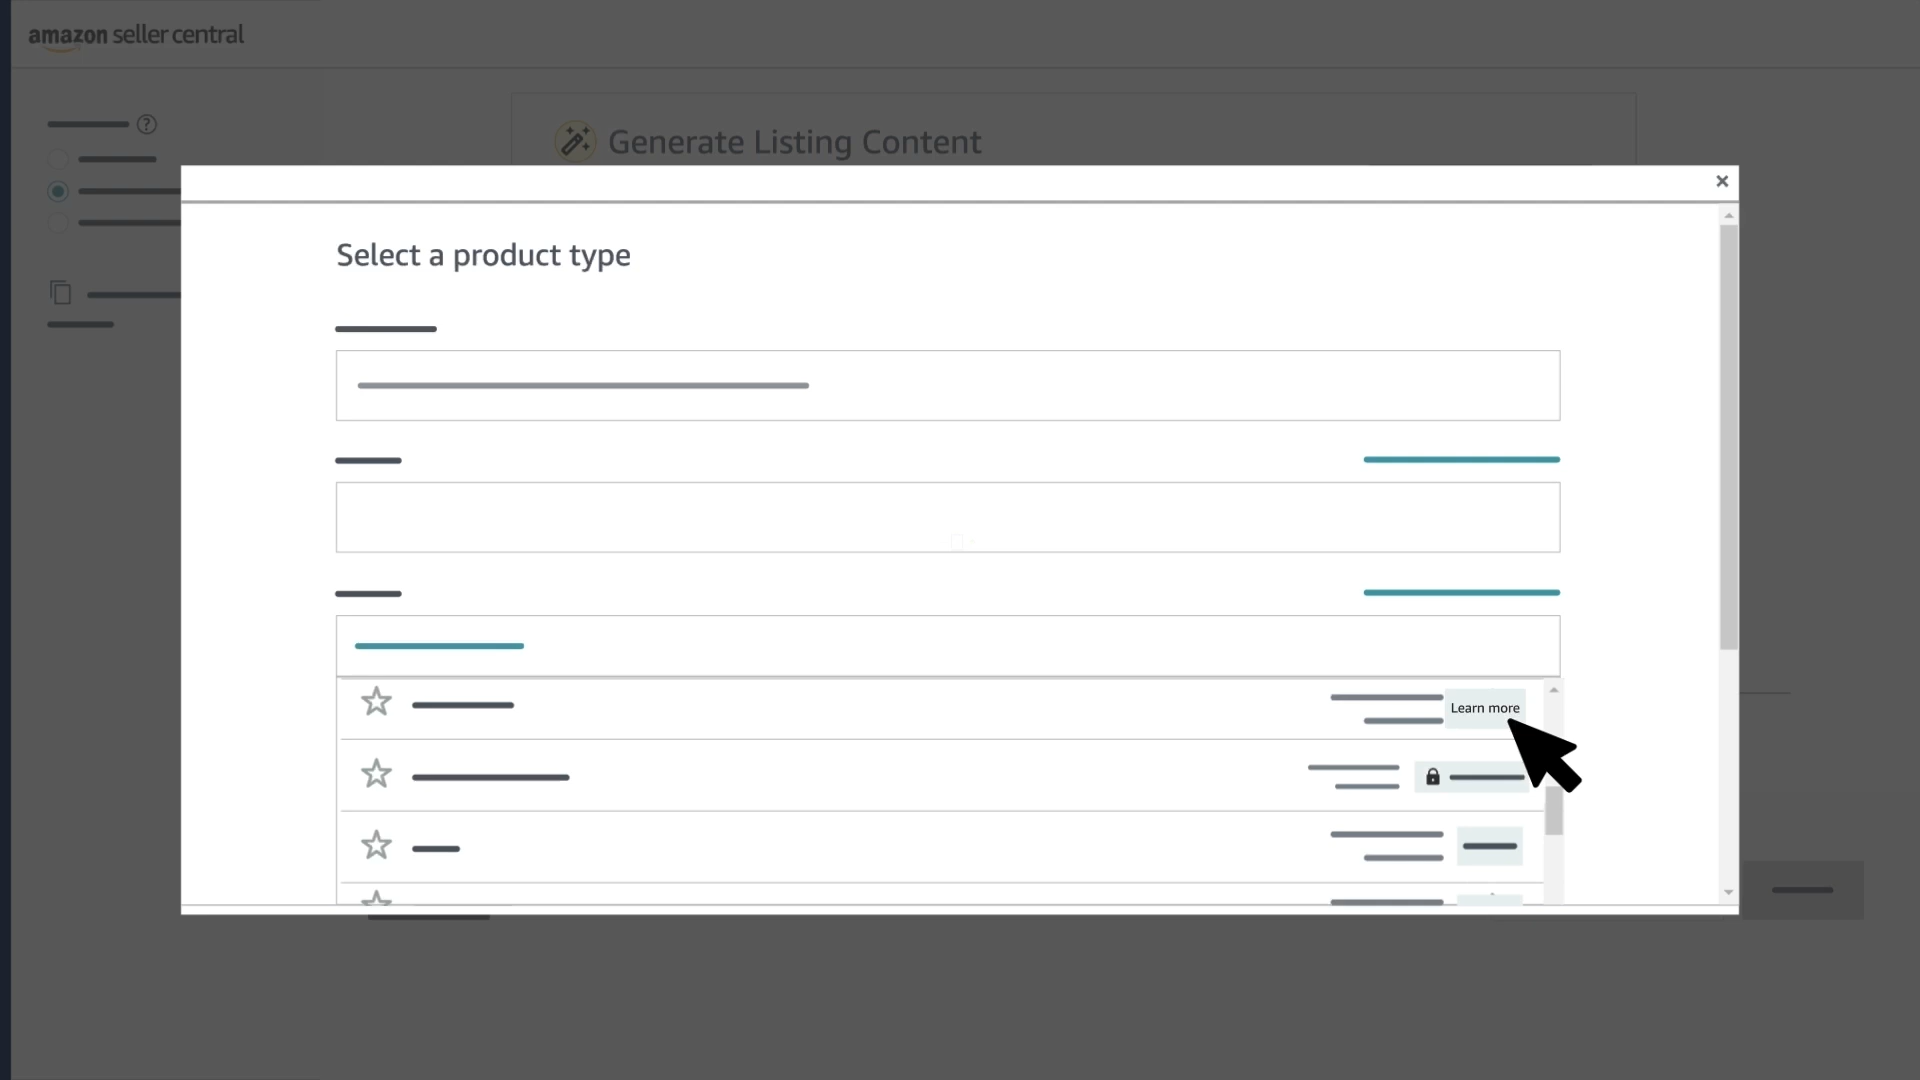 amazon seller central
Generate Listing Content
Select a product type
Learn more